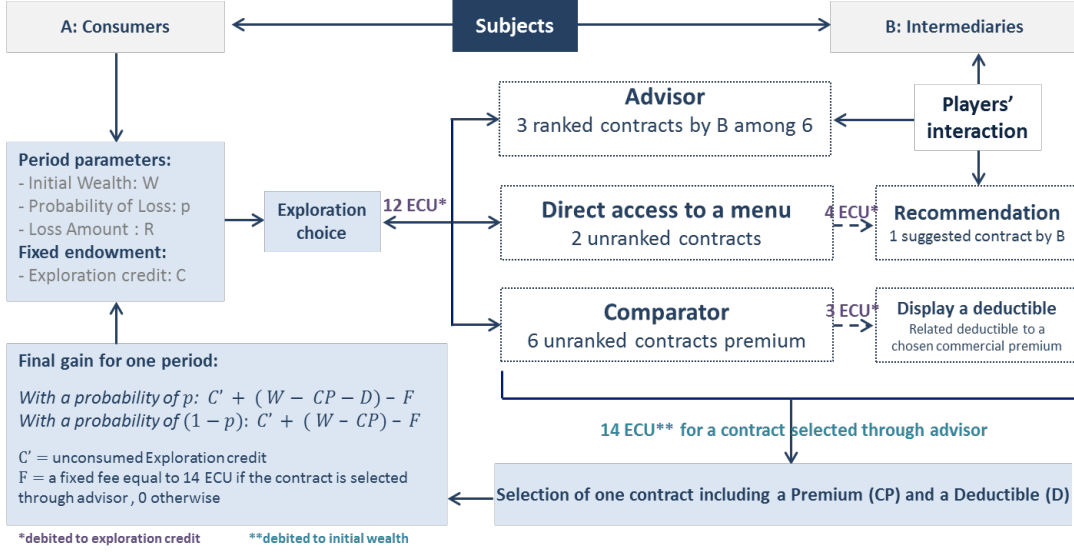 A: Consumers
Subjects
B: Intermediaries
Advisor
3 ranked contracts by B among 6
Players'
interaction
Period parameters:
- Initial Wealth: W
- Probability of Loss: p
- Loss Amount : R
Fixed endowment:
- Exploration credit: C
Exploration
choice
12 ECU*
Direct access to a menu
2 unranked contracts
4 ECU*
Recommendation
1 suggested contract by B
Comparator
6 unranked contracts premium
3 ECU*
Display a deductible
Related deductible to a
chosen commercial premium
Final gain for one period:
With a probability of p: C' + ( W − CP − D) − F
With a probability of (1 − p): C' + ( W − CP) − F
C' = unconsumed Exploration credit
F = a fixed fee equal to 14 ECU if the contract is selected
through advisor , 0 otherwise
14 ECU** for a contract selected through advisor
Selection of one contract including a Premium (CP) and a Deductible (D)
*debited to exploration credit
**debited to initial wealth